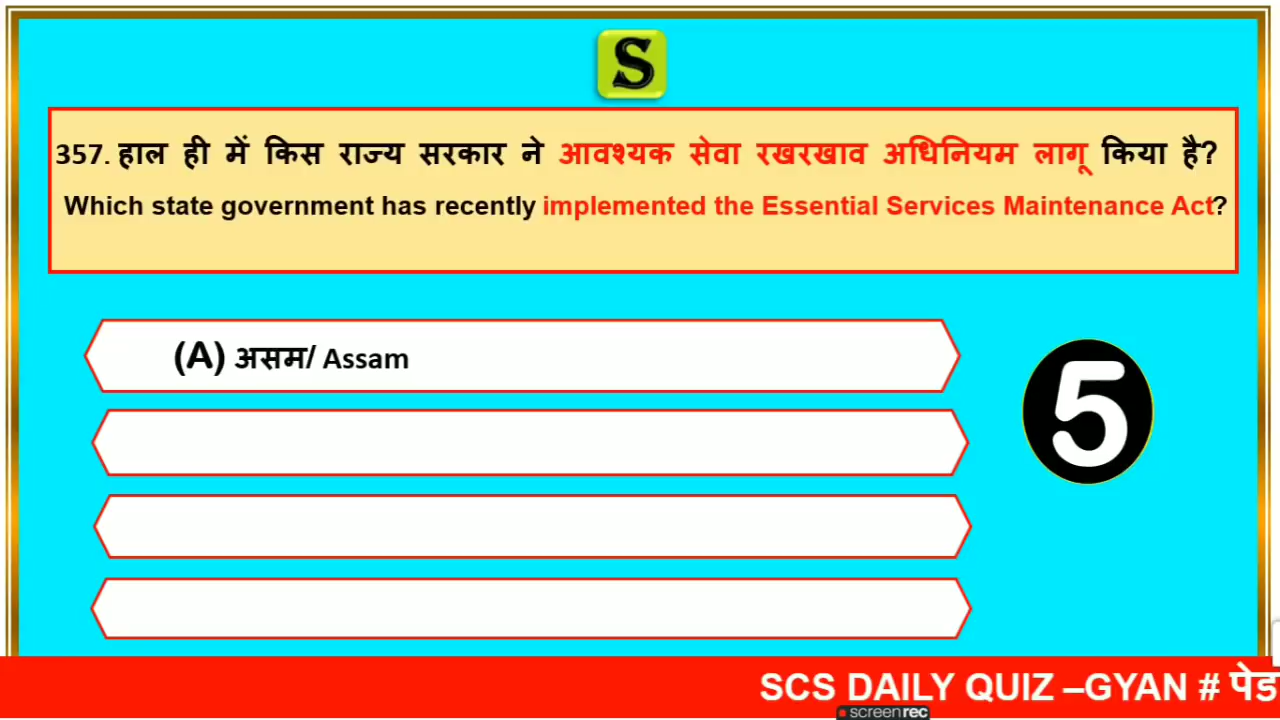 S
357. हाल ही में किस राज्य सरकार ने आवश्यक सेवा रखरखाव अधिनियम लागू किया है?
Which state government has recently implemented the Essential Services Maintenance Act?
(A) असम/ Assam
5
SCS DAILY QUIZ –GYAN # पेड
screenrec